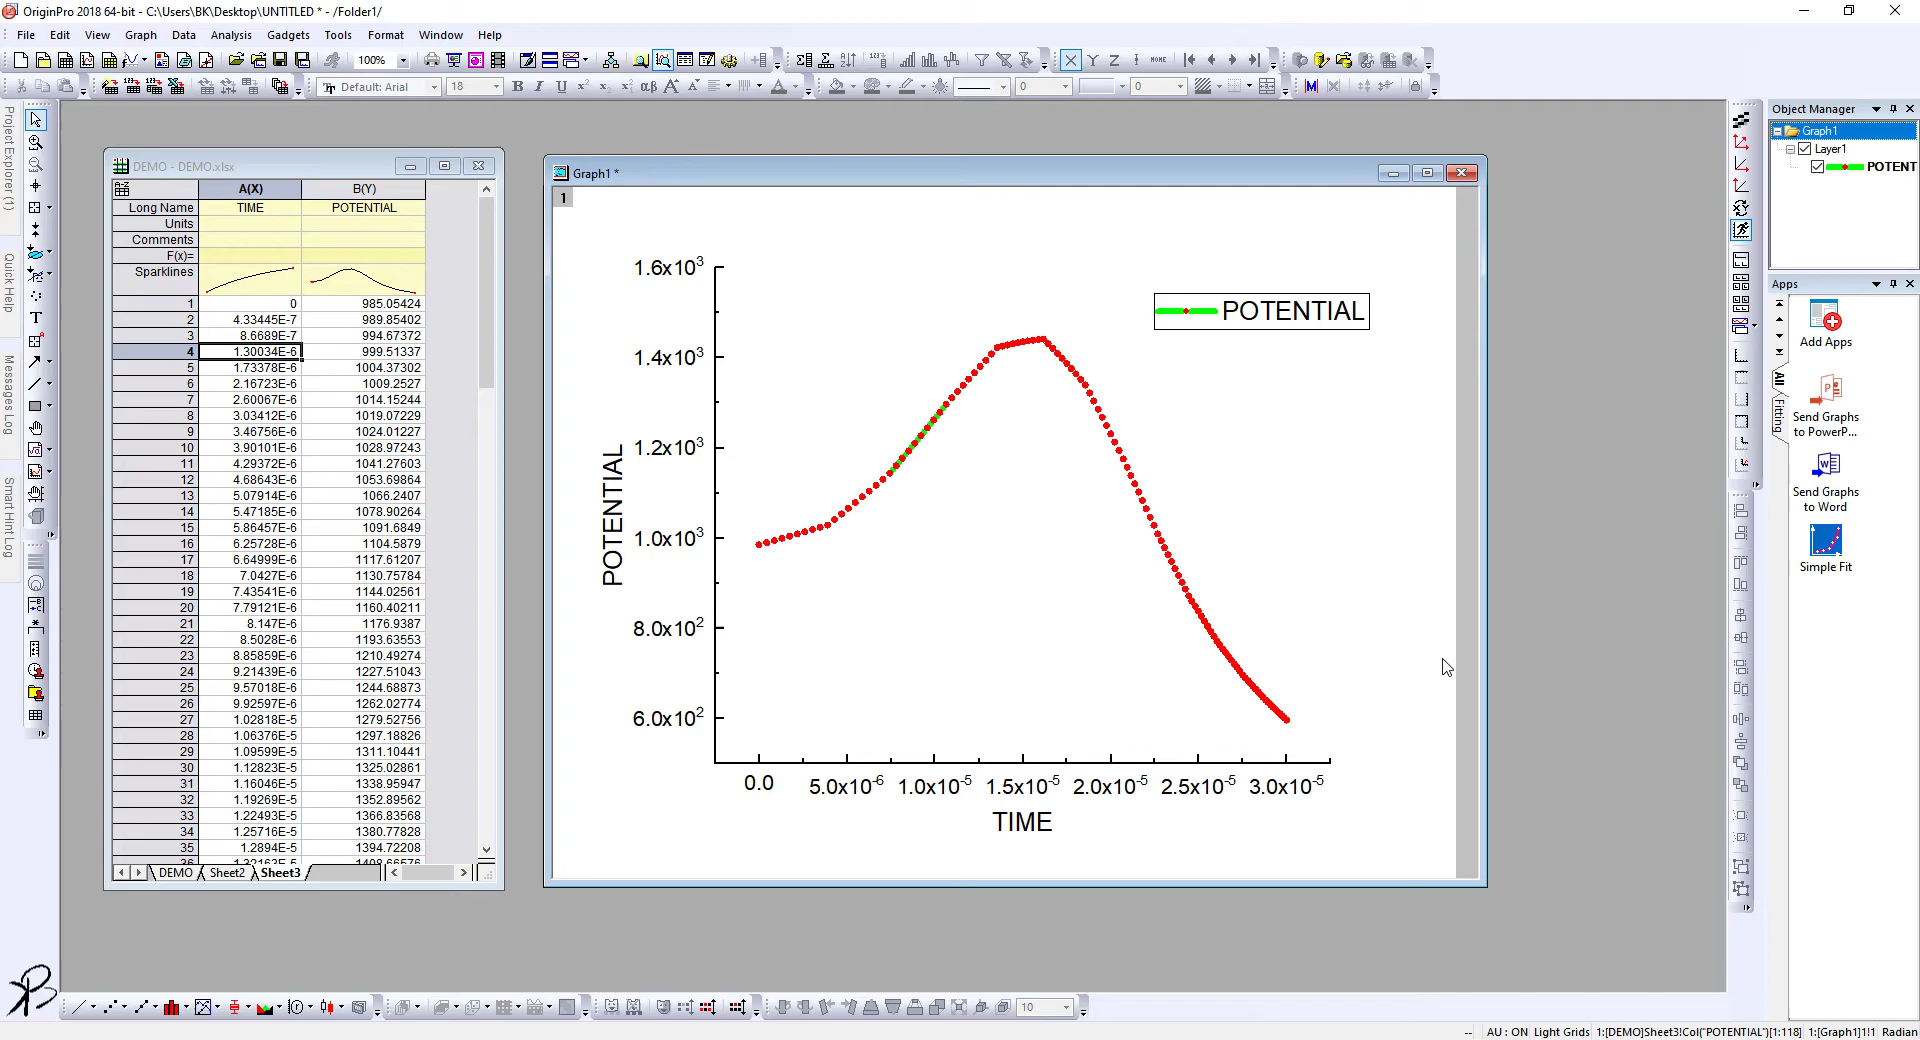 OriginPro 2018 64-bit - C:\Users\BK\Desktop\UNTITLED * - /Folder1/
File Edit View Graph Data Analysis Gadgets Tools Format Window Help
100%
X Y Z HOME
Default: Arial 18 B I U αβ A A A 0 0 M
Project Explorer (1)
Quick Help
Messages Log
Smart Hint Log
DEMO - DEMO.xlsx
A(X) B(Y)
Long Name TIME POTENTIAL
Units
Comments
F(x)=
Sparklines
1 0 985.05424
2 4.33445E-7 989.85402
3 8.6689E-7 994.67372
4 1.30034E-6 999.51337
5 1.73378E-6 1004.37302
6 2.16723E-6 1009.2527
7 2.60067E-6 1014.15244
8 3.03412E-6 1019.07229
9 3.46756E-6 1024.01227
10 3.90101E-6 1028.97243
11 4.29372E-6 1041.27603
12 4.68643E-6 1053.69864
13 5.07914E-6 1066.2407
14 5.47185E-6 1078.90264
15 5.86457E-6 1091.6849
16 6.25728E-6 1104.5879
17 6.64999E-6 1117.61207
18 7.0427E-6 1130.75784
19 7.43541E-6 1144.02561
20 7.79121E-6 1160.40211
21 8.147E-6 1176.9387
22 8.5028E-6 1193.63553
23 8.85859E-6 1210.49274
24 9.21439E-6 1227.51043
25 9.57018E-6 1244.68873
26 9.92597E-6 1262.02774
27 1.02818E-5 1279.52756
28 1.06376E-5 1297.18826
29 1.09599E-5 1311.10441
30 1.12823E-5 1325.02861
31 1.16046E-5 1338.95947
32 1.19269E-5 1352.89562
33 1.22493E-5 1366.83568
34 1.25716E-5 1380.77828
35 1.2894E-5 1394.72208
36 1.32163E-5 1408.66576
DEMO Sheet2 Sheet3
Graph1 *
1
POTENTIAL
1.6x10³
1.4x10³
1.2x10³
1.0x10³
8.0x10²
6.0x10²
POTENTIAL
0.0 5.0x10⁻⁶ 1.0x10⁻⁵ 1.5x10⁻⁵ 2.0x10⁻⁵ 2.5x10⁻⁵ 3.0x10⁻⁵
TIME
Object Manager
Graph1
Layer1
POTENT
Apps
All
Fitting
Add Apps
Send Graphs
to PowerP...
Send Graphs
to Word
Simple Fit
10
-- AU : ON Light Grids 1:[DEMO]Sheet3!Col("POTENTIAL")[1:118] 1:[Graph1]1!1 Radian